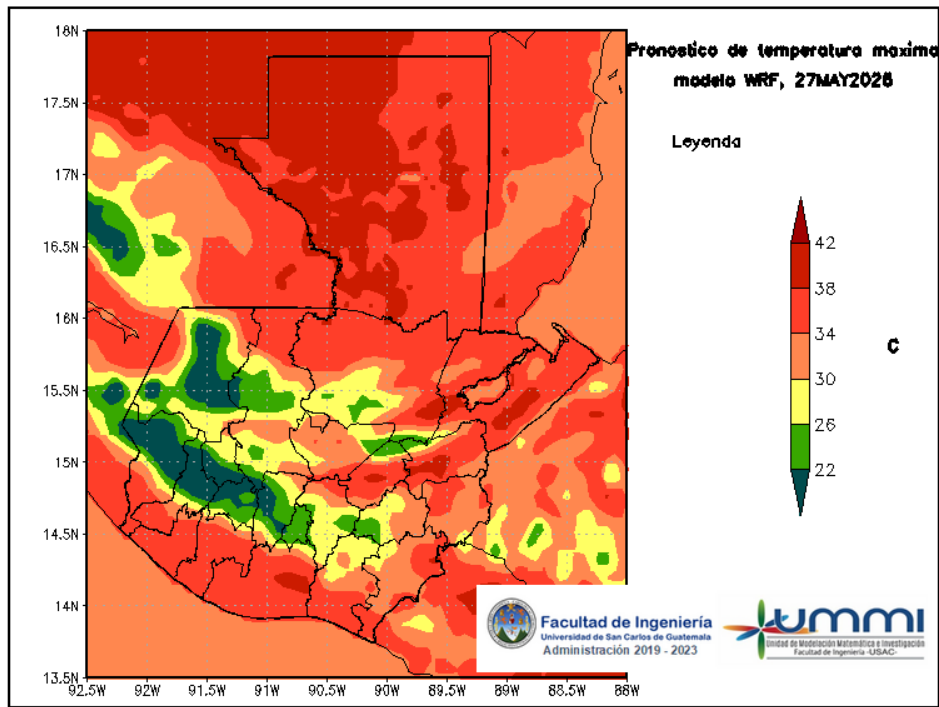 Pronostico de temperatura maxima
modelo WRF, 27MAY2026
Leyenda
42
38
34
30
26
22
C
18N
17.5N
17N
16.5N
16N
15.5N
15N
14.5N
14N
13.5N
92.5W
92W
91.5W
91W
90.5W
90W
89.5W
89W
88.5W
88W
Facultad de Ingeniería
Universidad de San Carlos de Guatemala
Administración 2019 - 2023
UMMI
Unidad de Modelación Matemática e Investigación
Facultad de Ingeniería -USAC-